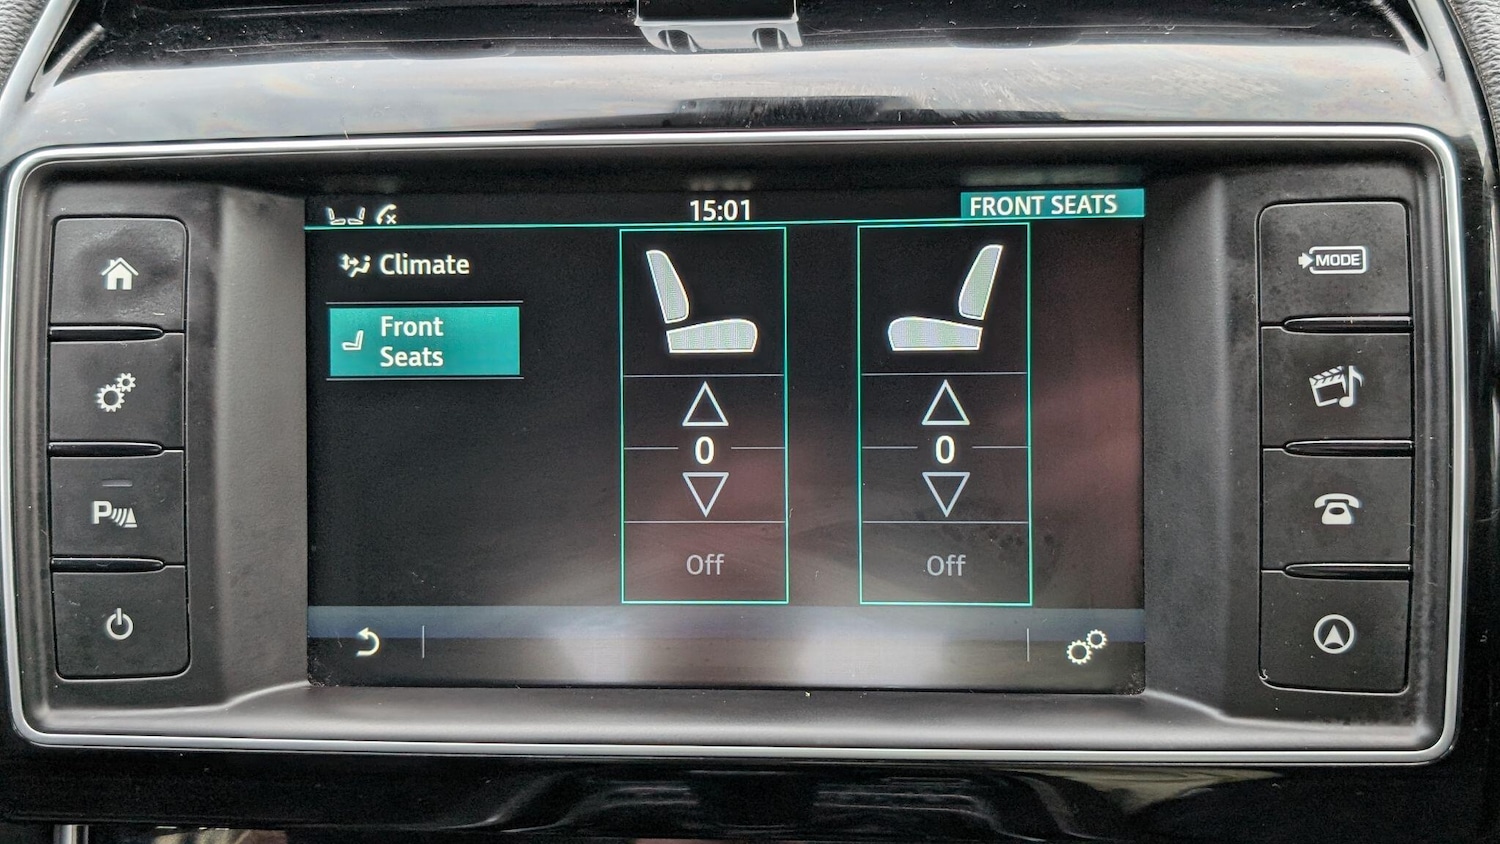 15:01
FRONT SEATS
Climate
Front
Seats
0
0
Off
Off
MODE
P